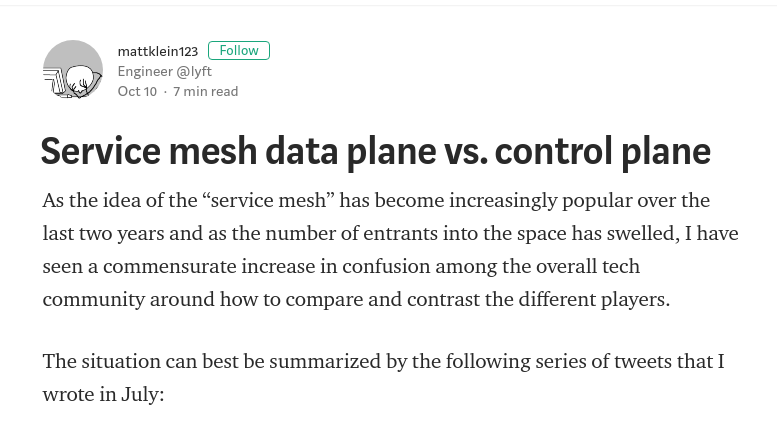 mattklein123 Follow
Engineer @lyft
Oct 10 · 7 min read
Service mesh data plane vs. control plane
As the idea of the “service mesh” has become increasingly popular over the
last two years and as the number of entrants into the space has swelled, I have
seen a commensurate increase in confusion among the overall tech
community around how to compare and contrast the different players.
The situation can best be summarized by the following series of tweets that I
wrote in July: